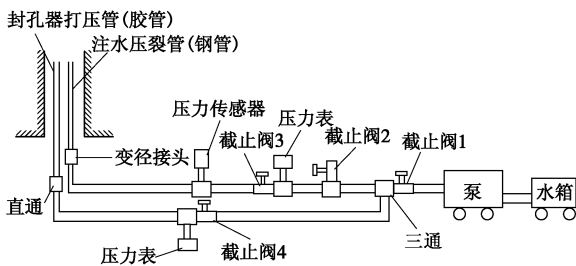 封孔器打压管(胶管)
注水压裂管(钢管)
压力传感器
压力表
截止阀3
截止阀2
截止阀1
变径接头
泵
水箱
直通
三通
压力表
截止阀4